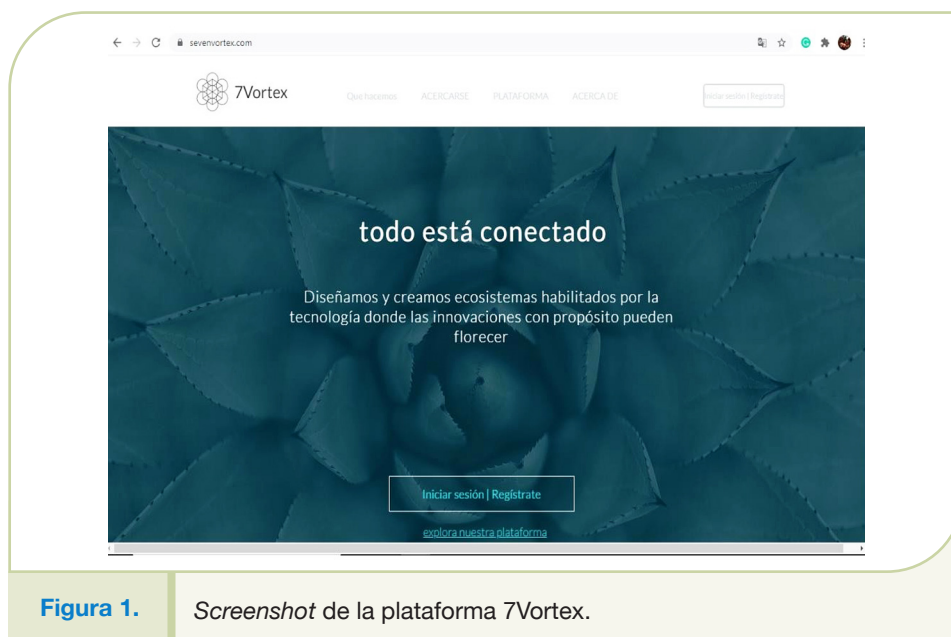 sevenvortex.com
7Vortex
Que hacemos ACERCARSE PLATAFORMA ACERCA DE Iniciar sesión | Regístrate
todo está conectado
Diseñamos y creamos ecosistemas habilitados por la
tecnología donde las innovaciones con propósito pueden
florecer
Iniciar sesión | Regístrate
explora nuestra plataforma
Figura 1. Screenshot de la plataforma 7Vortex.